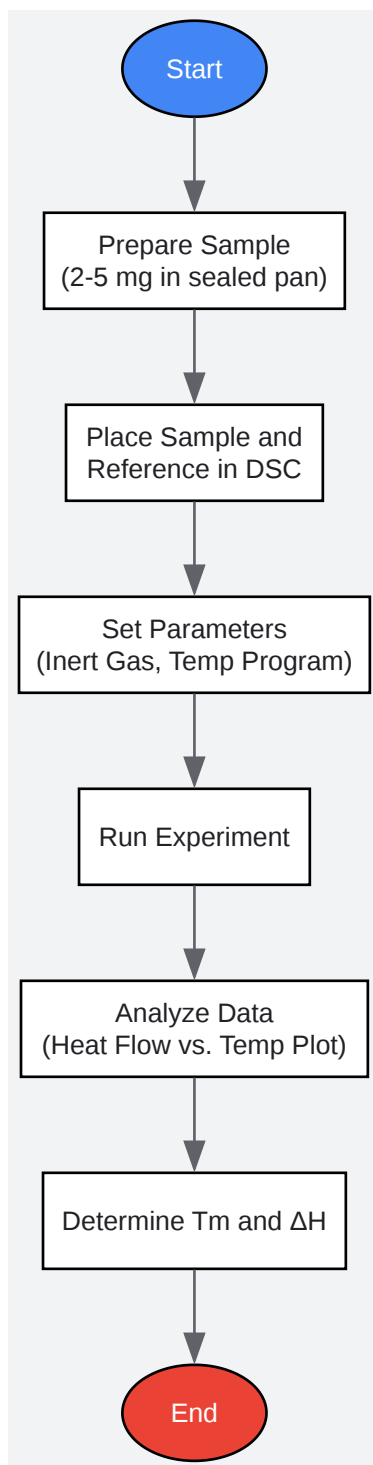 Start
Prepare Sample
(2-5 mg in sealed pan)
Place Sample and
Reference in DSC
Set Parameters
(Inert Gas, Temp Program)
Run Experiment
Analyze Data
(Heat Flow vs. Temp Plot)
Determine Tm and ΔH
End